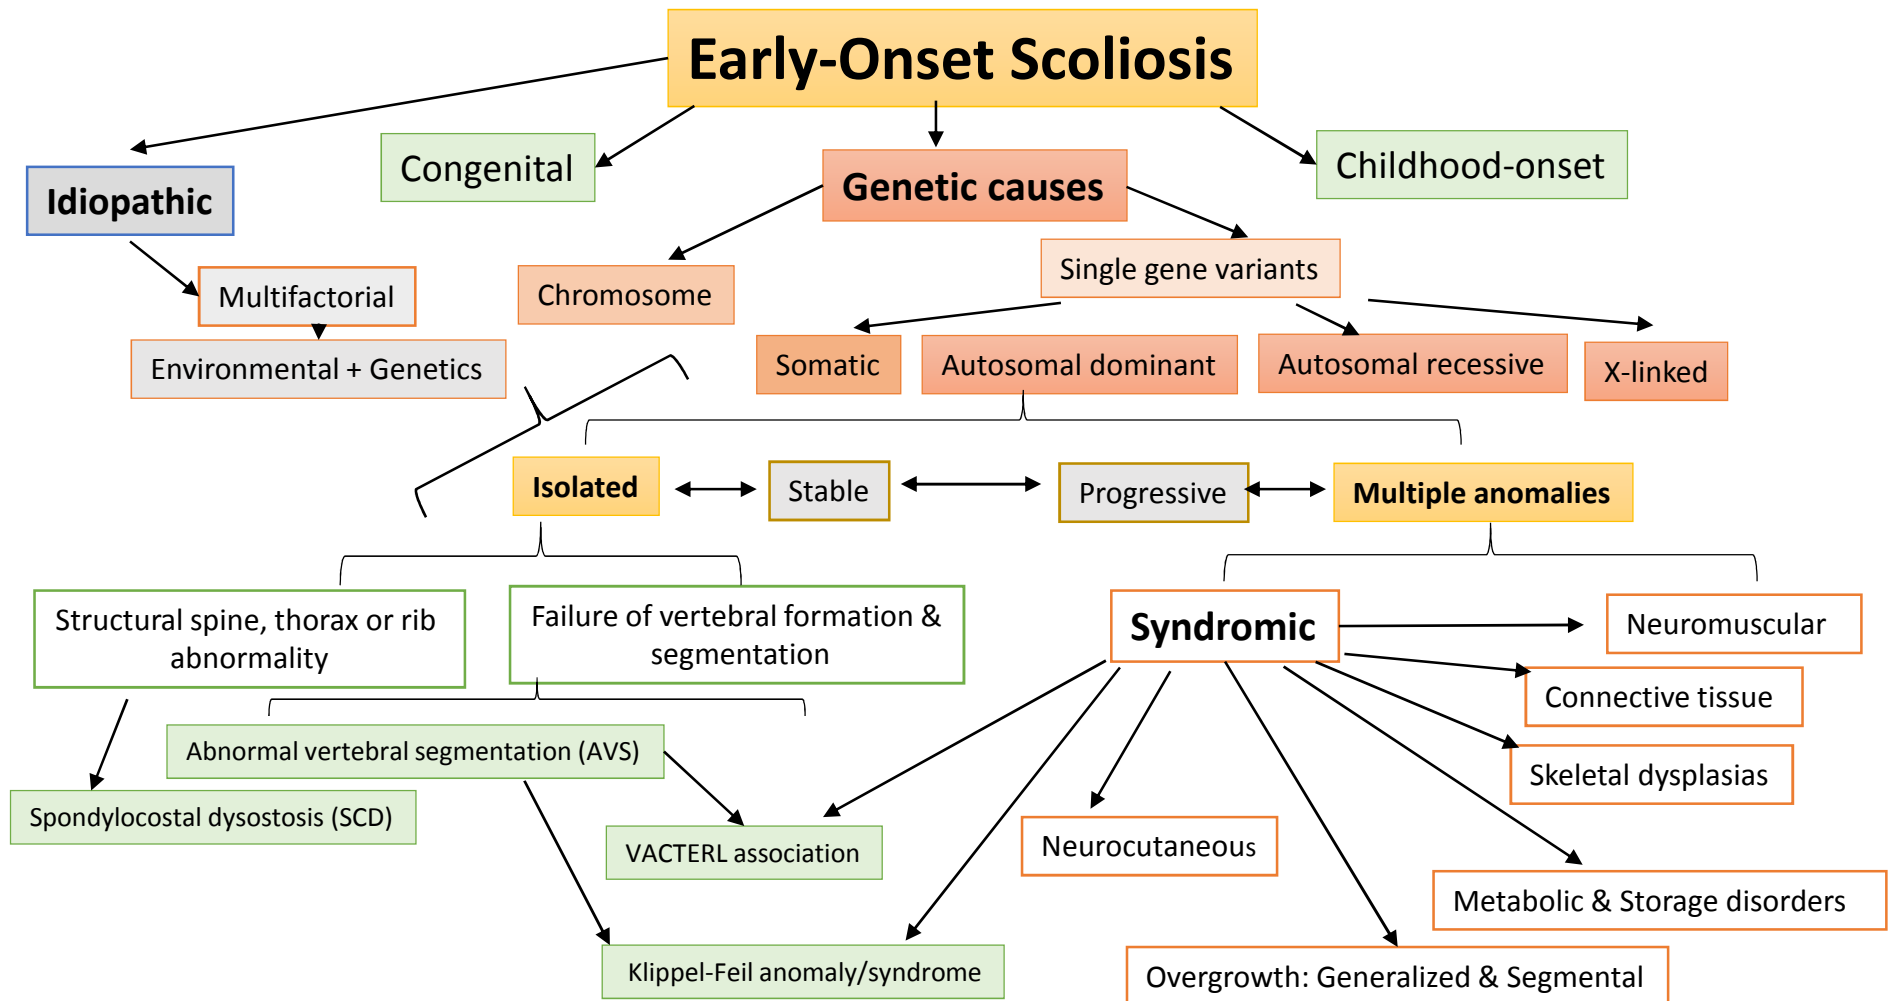 Early-Onset Scoliosis
Congenital
Childhood-onset
Idiopathic
Genetic causes
Single gene variants
Multifactorial
Chromosome
Environmental + Genetics
Somatic
Autosomal dominant
Autosomal recessive
X-linked
Isolated
Stable
Progressive
Multiple anomalies
Structural spine, thorax or rib
abnormality
Failure of vertebral formation &
segmentation
Syndromic
Neuromuscular
Connective tissue
Abnormal vertebral segmentation (AVS)
Skeletal dysplasias
Spondylocostal dysostosis (SCD)
VACTERL association
Neurocutaneous
Metabolic & Storage disorders
Klippel-Feil anomaly/syndrome
Overgrowth: Generalized & Segmental